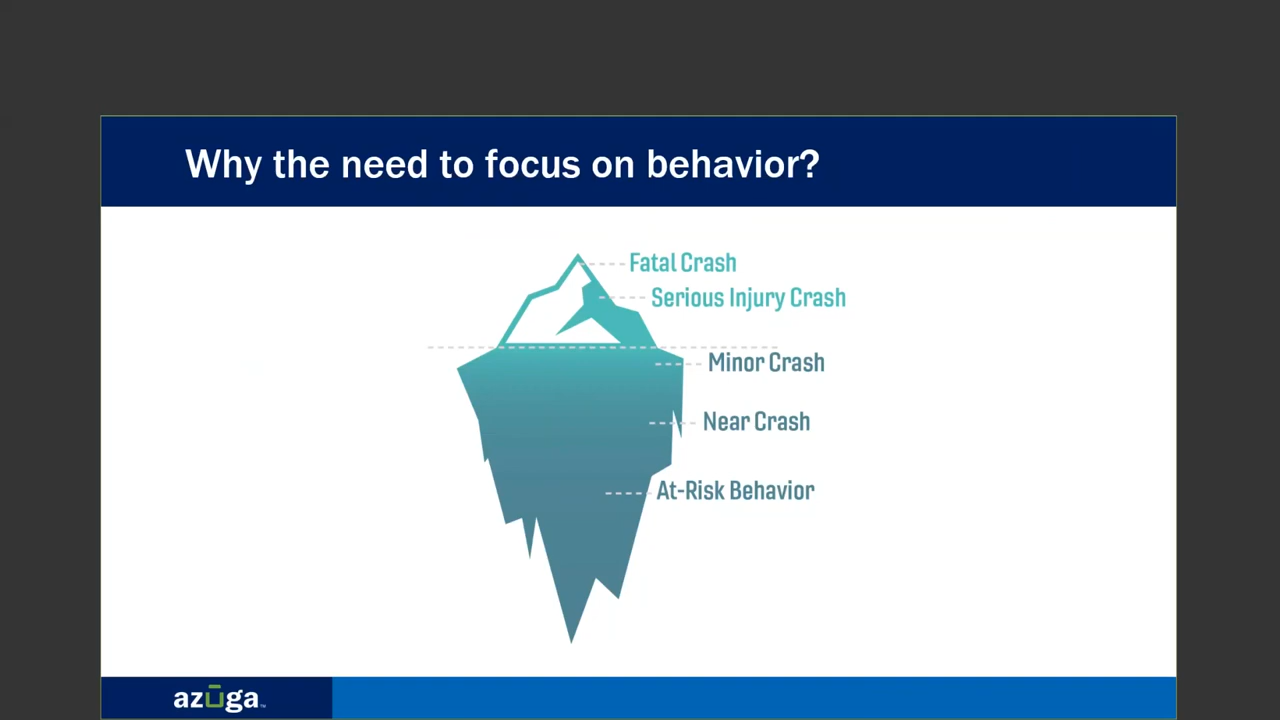 Why the need to focus on behavior?
Fatal Crash
Serious Injury Crash
Minor Crash
Near Crash
At-Risk Behavior
azūga™